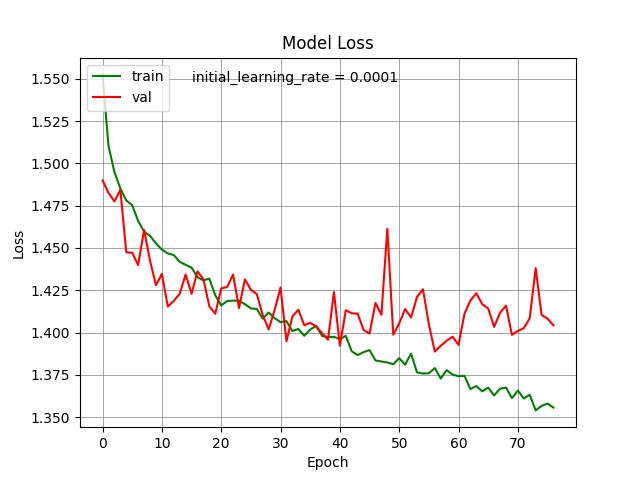 Model Loss
train
initial_learning_rate = 0.0001
val
1.550
1.525
1.500
1.475
1.450
1.425
1.400
1.375
1.350
Loss
0 10 20 30 40 50 60 70
Epoch